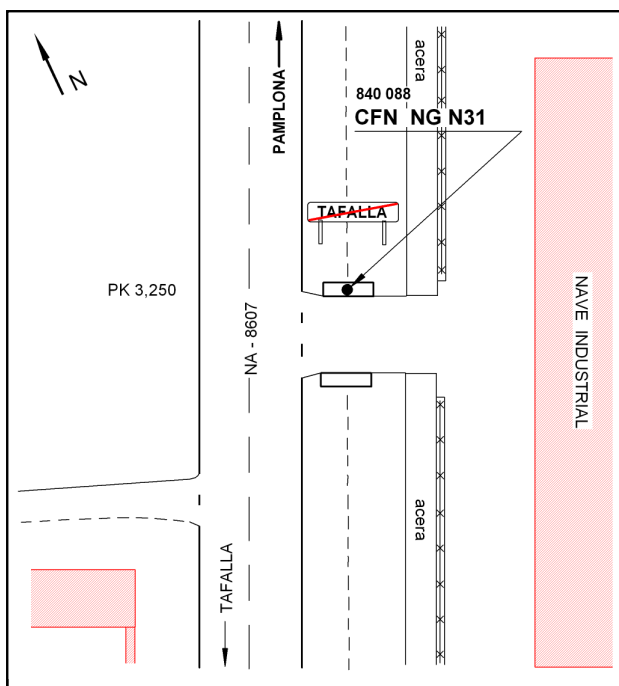 N
PAMPLONA
acera
840 088
CFN NG N31
TAFALLA
PK 3,250
NA - 8607
NAVE INDUSTRIAL
acera
TAFALLA